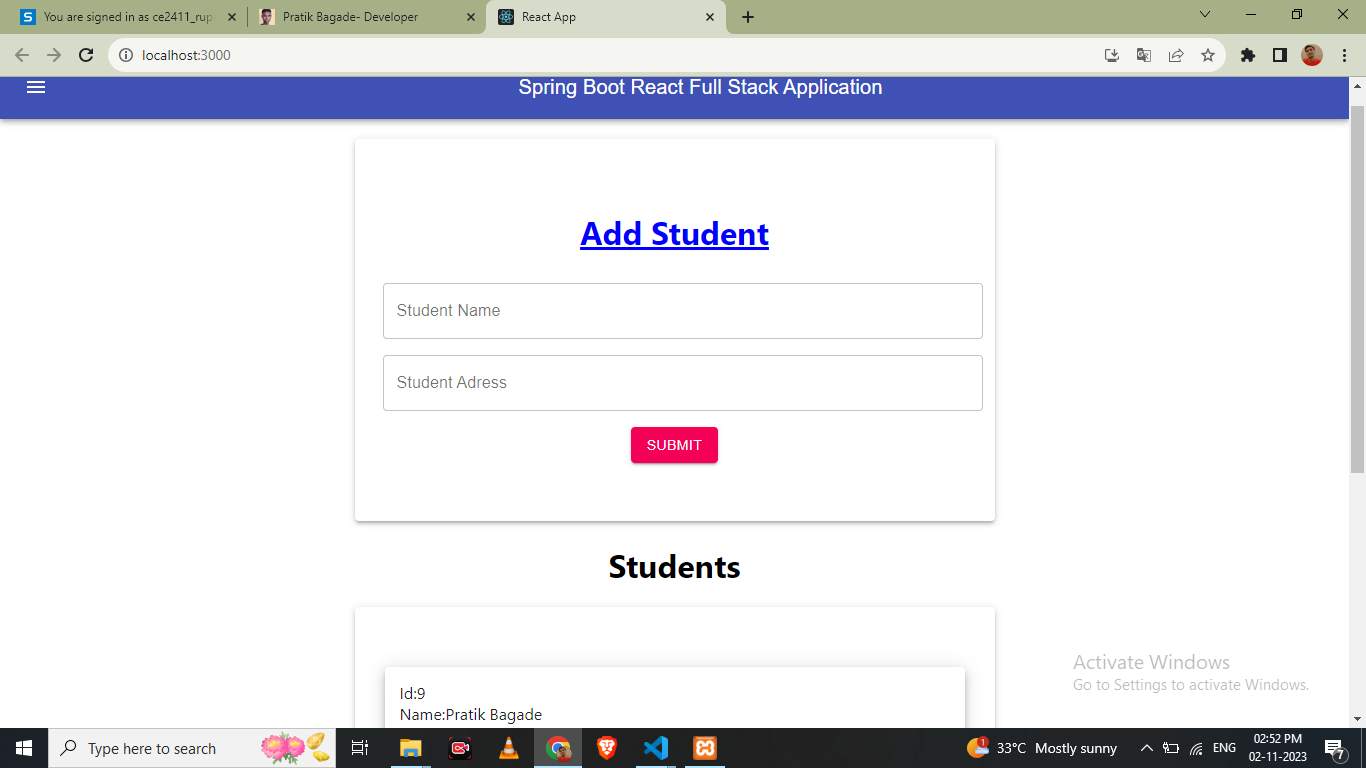 You are signed in as ce2411_rup
Pratik Bagade- Developer
React App
localhost:3000
Spring Boot React Full Stack Application
Add Student
Student Name
Student Adress
SUBMIT
Students
Id:9
Name:Pratik Bagade
Activate Windows
Go to Settings to activate Windows.
Type here to search
33°C Mostly sunny
ENG
02:52 PM
02-11-2023
7